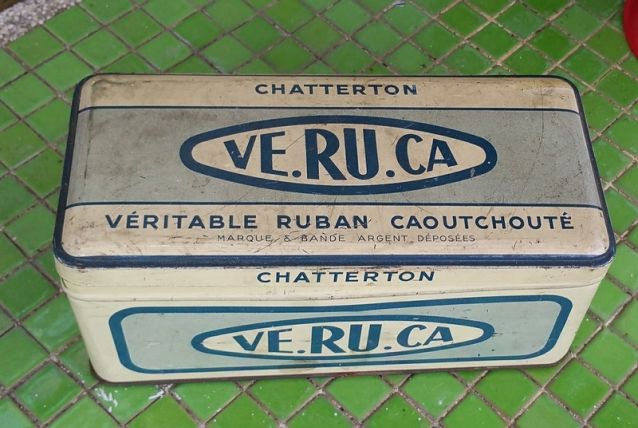 CHATTERTON
VE.RU.CA
VÉRITABLE RUBAN CAOUTCHOUTÉ
MARQUE & BANDE ARGENT DÉPOSÉES
CHATTERTON
VE.RU.CA